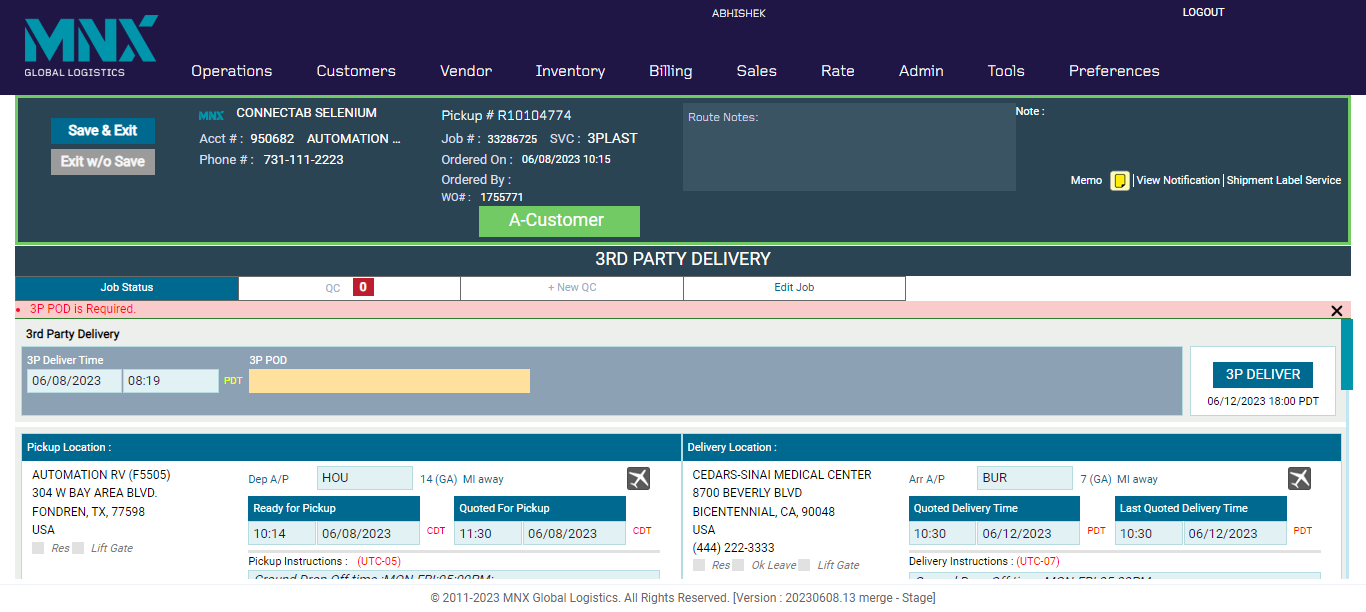 ABHISHEK
LOGOUT
MNX
GLOBAL LOGISTICS
Operations Customers Vendor Inventory Billing Sales Rate Admin Tools Preferences
Save & Exit
Exit w/o Save
MNX CONNECTAB SELENIUM
Acct # : 950682 AUTOMATION ...
Phone # : 731-111-2223
Pickup # R10104774
Job # : 33286725 SVC : 3PLAST
Ordered On : 06/08/2023 10:15
Ordered By :
WO# : 1755771
A-Customer
Route Notes:
Note :
Memo View Notification | Shipment Label Service
3RD PARTY DELIVERY
Job Status QC 0 + New QC Edit Job
3P POD is Required.
3rd Party Delivery
3P Deliver Time 3P POD
06/08/2023 08:19 PDT
3P DELIVER
06/12/2023 18:00 PDT
Pickup Location :
AUTOMATION RV (F5505)
304 W BAY AREA BLVD.
FONDREN, TX, 77598
USA
Res Lift Gate
Dep A/P HOU 14 (GA) MI away
Ready for Pickup Quoted For Pickup
10:14 06/08/2023 CDT 11:30 06/08/2023 CDT
Pickup Instructions : (UTC-05)
Ground Drop Off time :MON-FRI:05:00PM;
Delivery Location :
CEDARS-SINAI MEDICAL CENTER
8700 BEVERLY BLVD
BICENTENNIAL, CA, 90048
USA
(444) 222-3333
Res Ok Leave Lift Gate
Arr A/P BUR 7 (GA) MI away
Quoted Delivery Time Last Quoted Delivery Time
10:30 06/12/2023 PDT 10:30 06/12/2023 PDT
Delivery Instructions : (UTC-07)
© 2011-2023 MNX Global Logistics. All Rights Reserved. [Version : 20230608.13 merge - Stage]